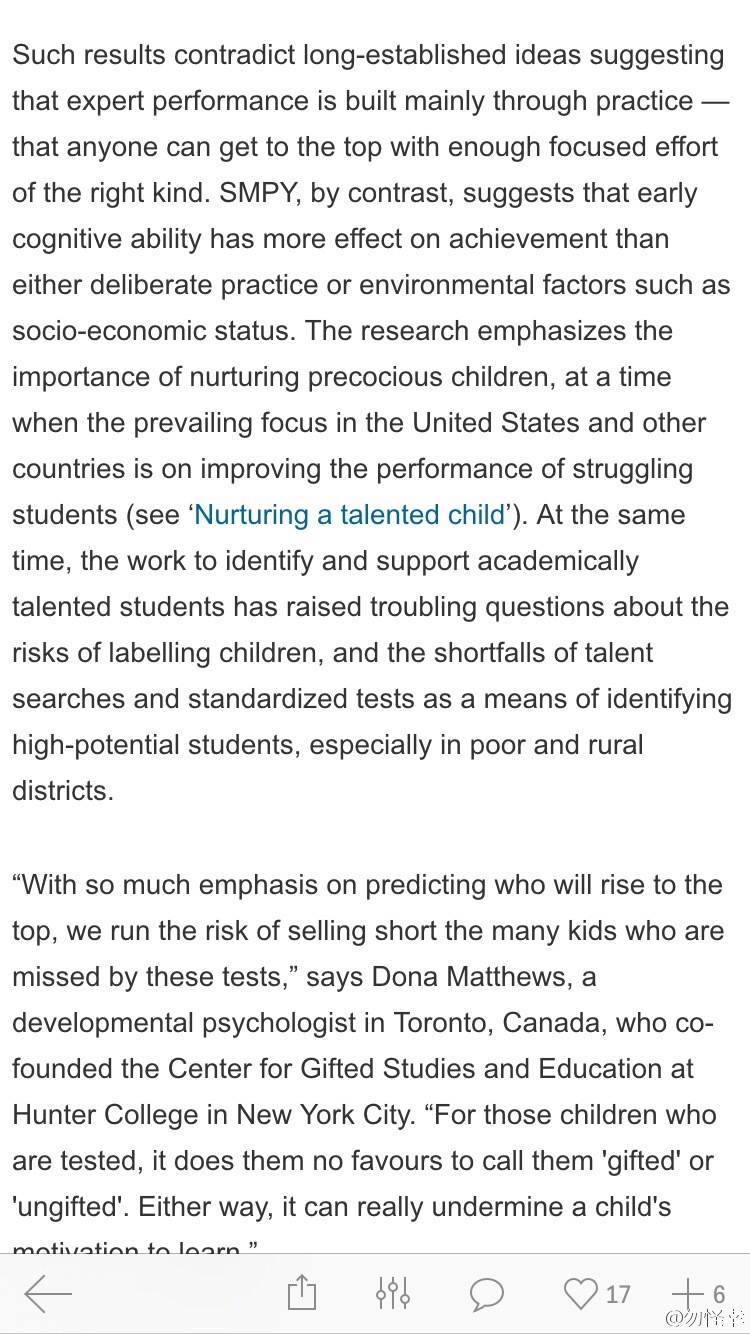 Such results contradict long-established ideas suggesting
that expert performance is built mainly through practice —
that anyone can get to the top with enough focused effort
of the right kind. SMPY, by contrast, suggests that early
cognitive ability has more effect on achievement than
either deliberate practice or environmental factors such as
socio-economic status. The research emphasizes the
importance of nurturing precocious children, at a time
when the prevailing focus in the United States and other
countries is on improving the performance of struggling
students (see ‘Nurturing a talented child’). At the same
time, the work to identify and support academically
talented students has raised troubling questions about the
risks of labelling children, and the shortfalls of talent
searches and standardized tests as a means of identifying
high-potential students, especially in poor and rural
districts.
“With so much emphasis on predicting who will rise to the
top, we run the risk of selling short the many kids who are
missed by these tests,” says Dona Matthews, a
developmental psychologist in Toronto, Canada, who co-
founded the Center for Gifted Studies and Education at
Hunter College in New York City. “For those children who
are tested, it does them no favours to call them 'gifted' or
'ungifted'. Either way, it can really undermine a child's
motivation to learn.”
17
6